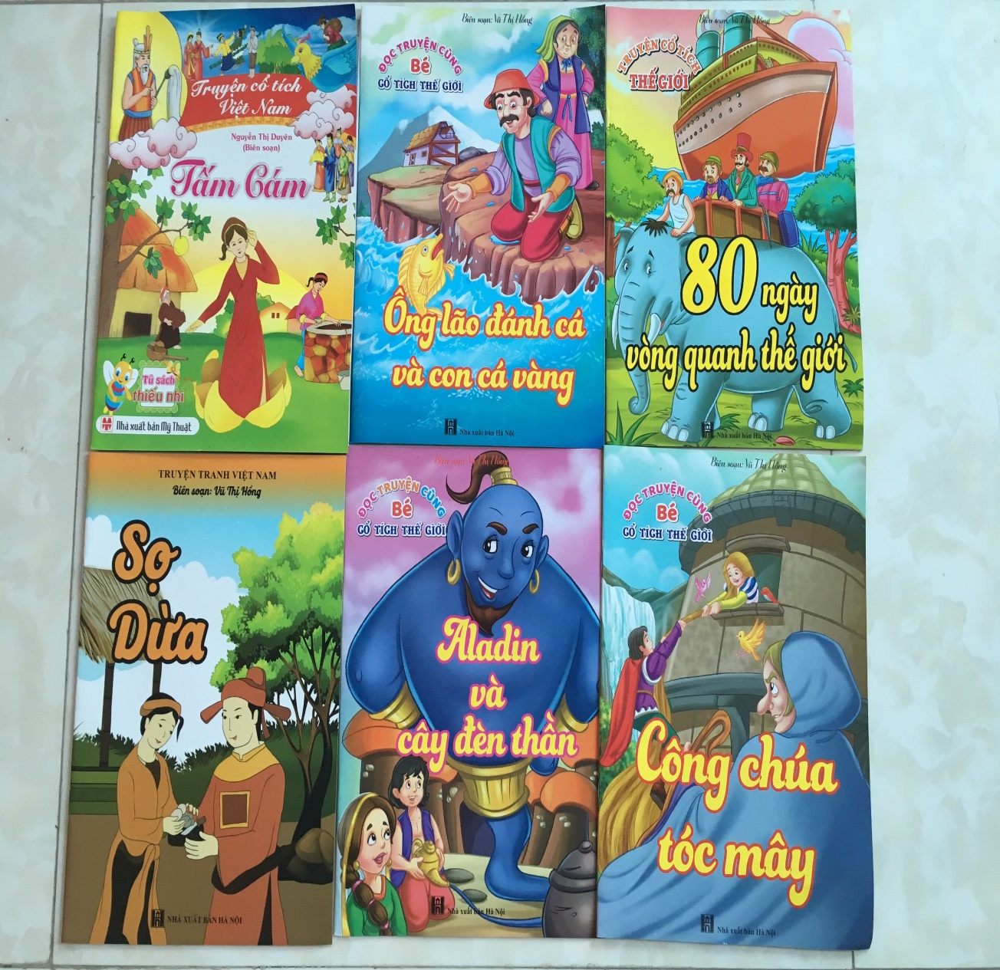 Truyện cổ tích
Việt Nam
Nguyễn Thị Duyên
(Biên soạn)
Tấm Cám
Tủ sách
thiếu nhi
Nhà xuất bản Mỹ Thuật
Biên soạn: Vũ Thị Hồng
ĐỌC TRUYỆN CÙNG
Bé
CỔ TÍCH THẾ GIỚI
Ông lão đánh cá
và con cá vàng
Nhà xuất bản Hà Nội
Biên soạn: Vũ Thị Hồng
TRUYỆN CỔ TÍCH
THẾ GIỚI
80 ngày
vòng quanh thế giới
Nhà xuất bản Hà Nội
TRUYỆN TRANH VIỆT NAM
Biên soạn: Vũ Thị Hồng
Sọ
Dừa
NHÀ XUẤT BẢN HÀ NỘI
Biên soạn: Vũ Thị Hồng
ĐỌC TRUYỆN CÙNG
Bé
CỔ TÍCH THẾ GIỚI
Aladin
và
cây đèn thần
Nhà xuất bản Hà Nội
Biên soạn: Vũ Thị Hồng
ĐỌC TRUYỆN CÙNG
Bé
CỔ TÍCH THẾ GIỚI
Công chúa
tóc mây
Nhà xuất bản Hà Nội